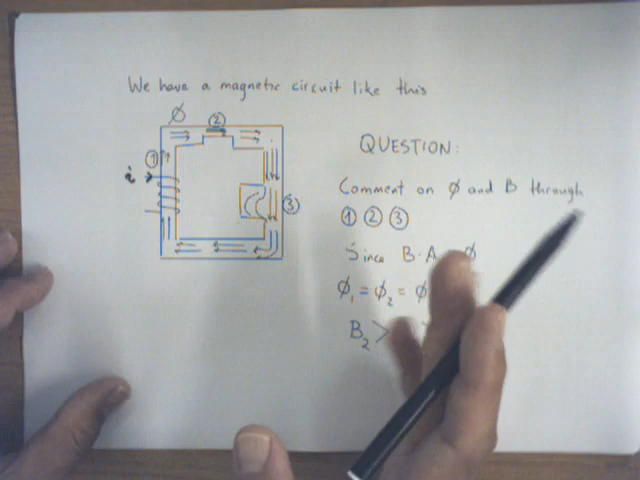 We have a magnetic circuit like this
Ø
②
①
i
③
QUESTION:
Comment on Ø and B through
① ② ③
Since B·A Ø
Ø₁ = Ø₂ = Ø
B₂ >